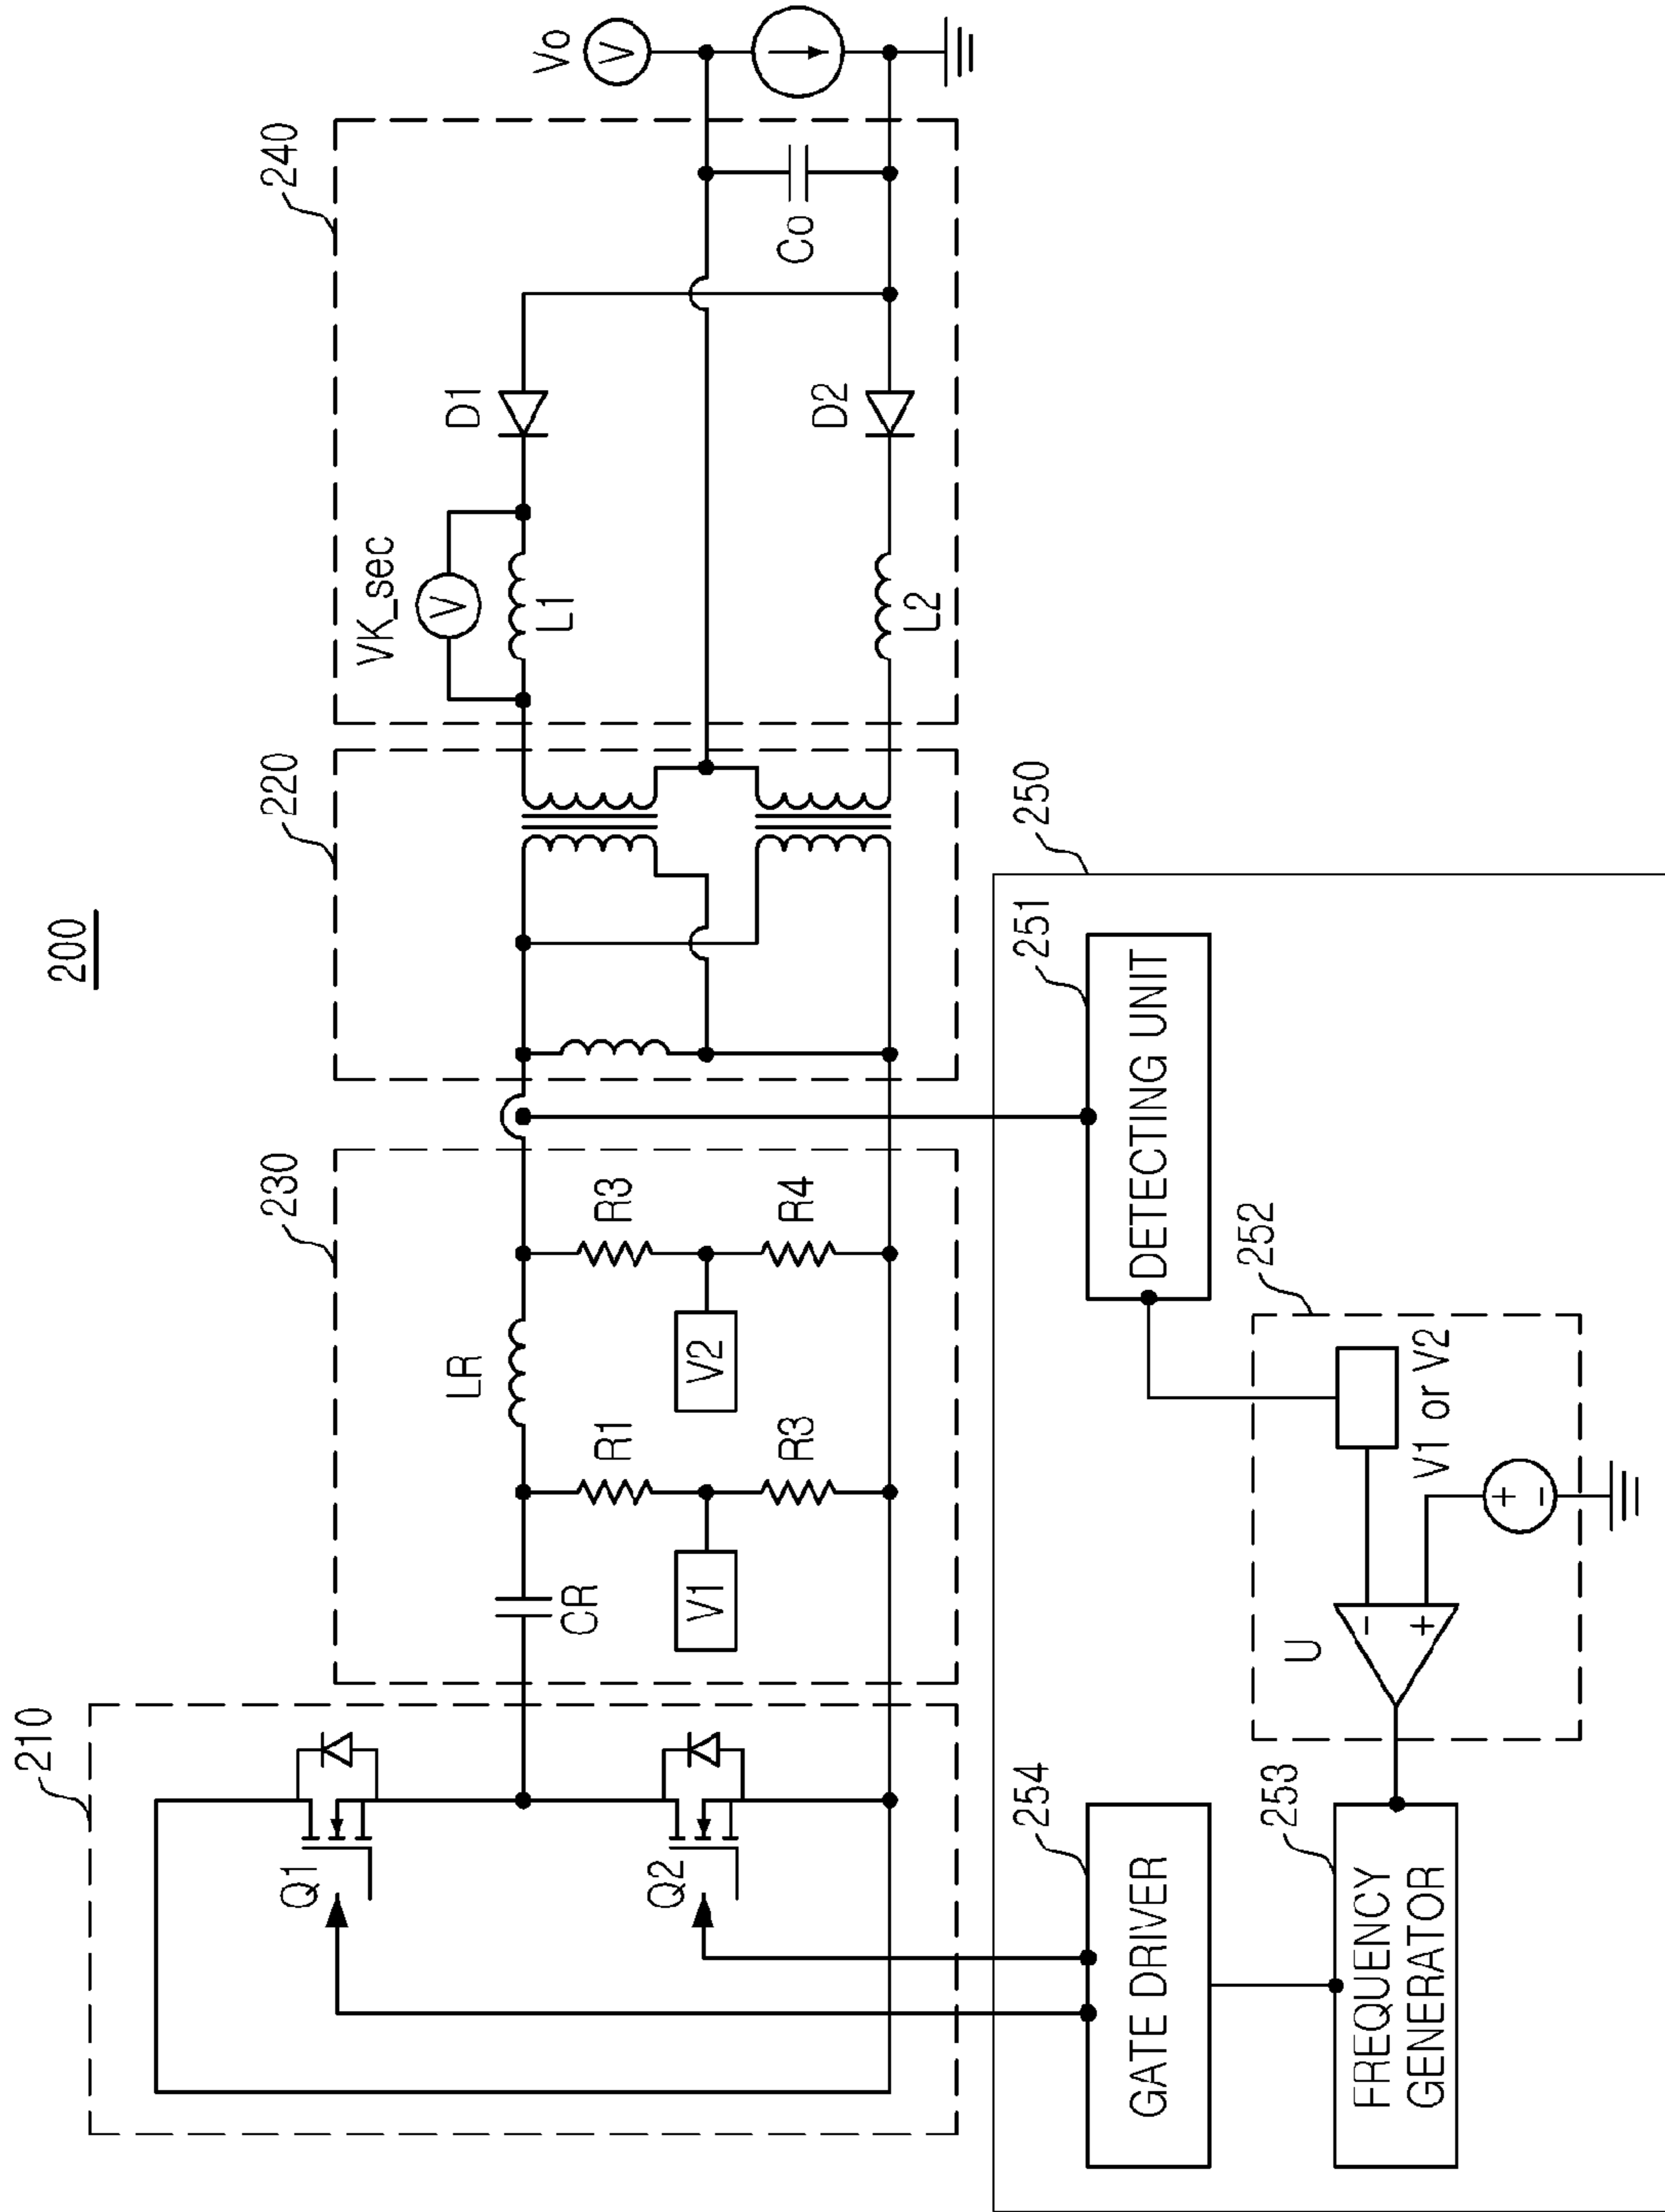 200
210
Q1
Q2
230
CR
LR
R1
R3
V1
R3
R4
V2
220
240
VK_sec
V
L1
D1
L2
D2
Co
Vo
V
250
254
GATE DRIVER
251
DETECTING UNIT
253
FREQUENCY
GENERATOR
252
U
-
+
V1 or V2
+
-